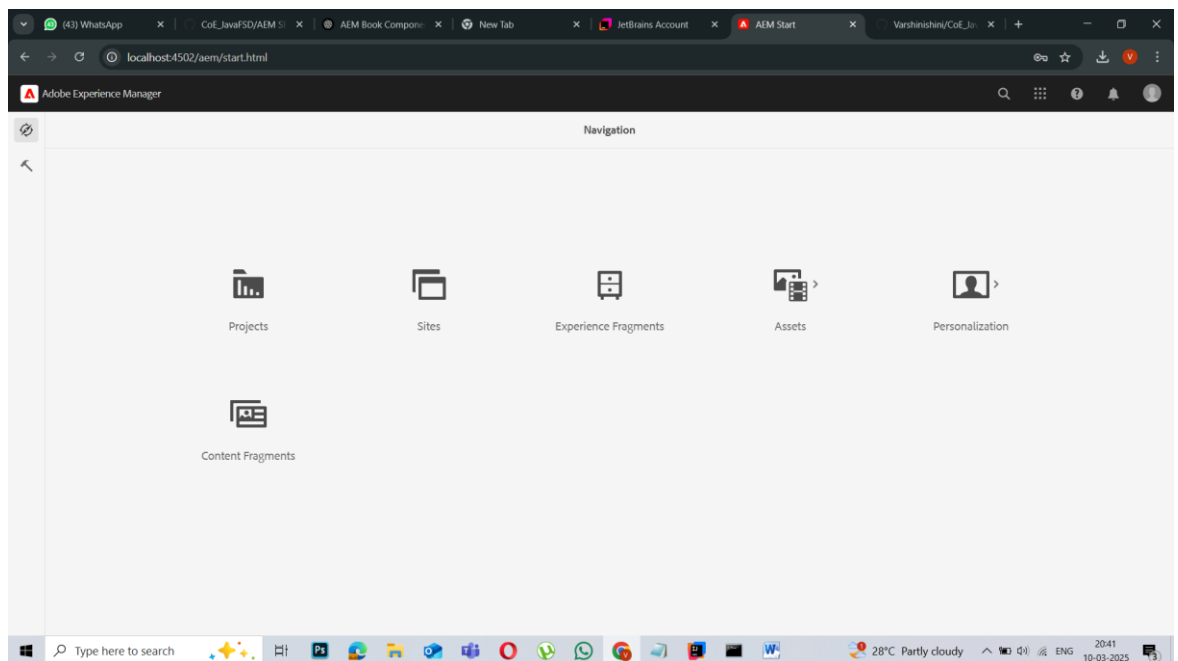 (43) WhatsApp
CoE_JavaFSD/AEM
AEM Book Compone
New Tab
JetBrains Account
AEM Start
Varshinishini/CoE_Jav
localhost:4502/aem/start.html
V
Adobe Experience Manager
Navigation
Projects
Sites
Experience Fragments
Assets
Personalization
Content Fragments
Type here to search
Ps
W
28°C Partly cloudy
ENG
20:41
10-03-2025